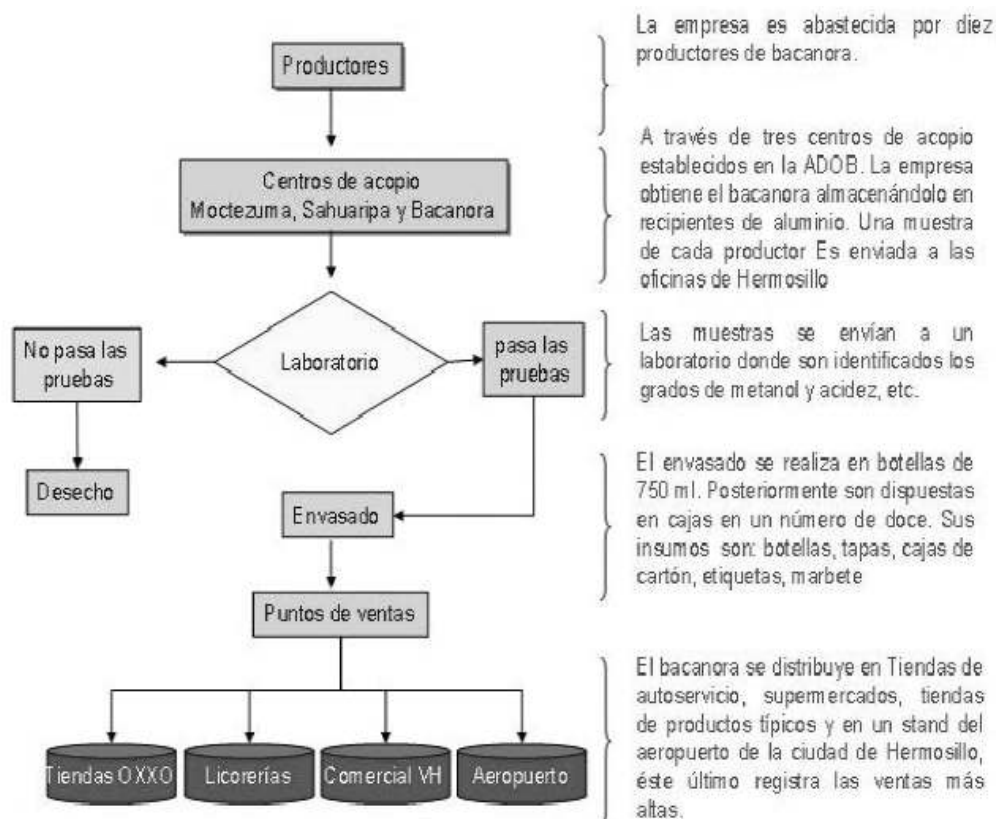 Productores
La empresa es abastecida por diez
productores de bacanora.
Centros de acopio
Moctezuma, Sahuaripa y Bacanora
A través de tres centros de acopio
establecidos en la ADOB. La empresa
obtiene el bacanora almacenándolo en
recipientes de aluminio. Una muestra
de cada productor Es enviada a las
oficinas de Hermosillo
No pasa las
pruebas
Laboratorio
pasa las
pruebas
Las muestras se envían a un
laboratorio donde son identificados los
grados de metanol y acidez, etc.
Desecho
Envasado
El envasado se realiza en botellas de
750 ml. Posteriormente son dispuestas
en cajas en un número de doce. Sus
insumos son: botellas, tapas, cajas de
cartón, etiquetas, marbete
Puntos de ventas
Tiendas OXXO
Licorerías
Comercial VH
Aeropuerto
El bacanora se distribuye en Tiendas de
autoservicio, supermercados, tiendas
de productos típicos y en un stand del
aeropuerto de la ciudad de Hermosillo,
éste último registra las ventas más
altas.